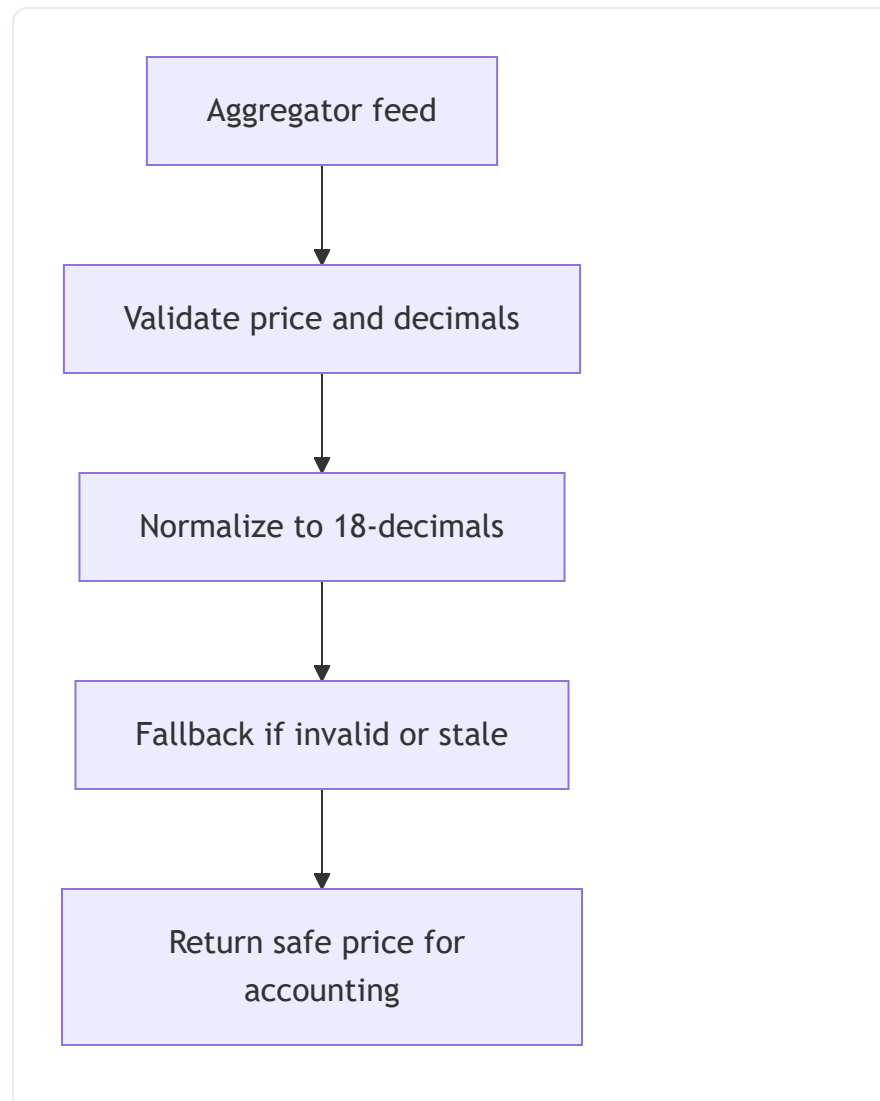 Aggregator feed
Validate price and decimals
Normalize to 18-decimals
Fallback if invalid or stale
Return safe price for
accounting